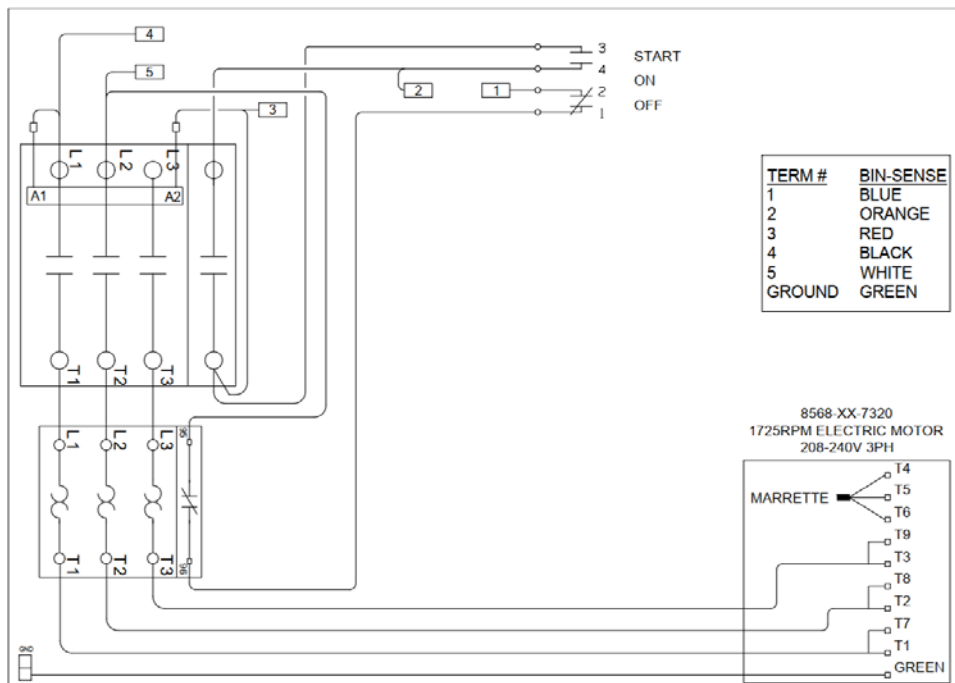 4
5
3
2
1
3
4
2
1
START
ON
OFF
L1
L2
L3
A1
A2
T1
T2
T3
L1
L2
L3
95
96
T1
T2
T3
TERM # BIN-SENSE
1 BLUE
2 ORANGE
3 RED
4 BLACK
5 WHITE
GROUND GREEN
8568-XX-7320
1725RPM ELECTRIC MOTOR
208-240V 3PH
MARRETTE
T4
T5
T6
T9
T3
T8
T2
T7
T1
GREEN